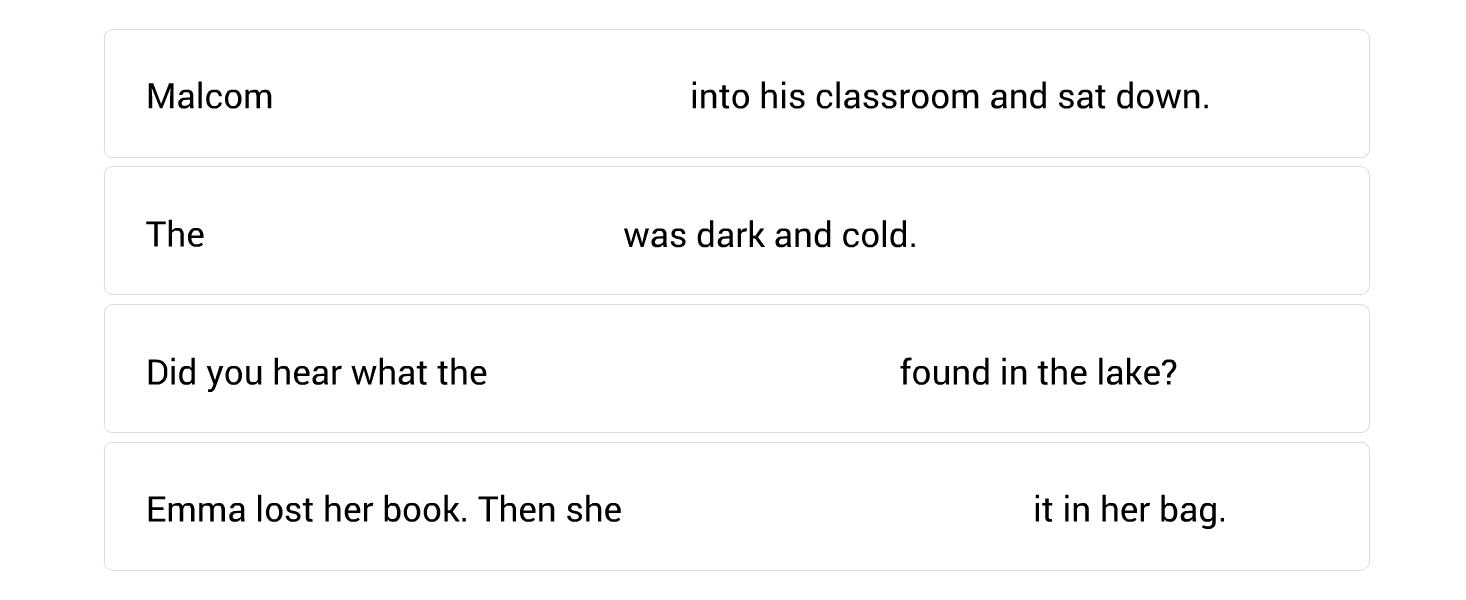 Malcom into his classroom and sat down.
The was dark and cold.
Did you hear what the found in the lake?
Emma lost her book. Then she it in her bag.